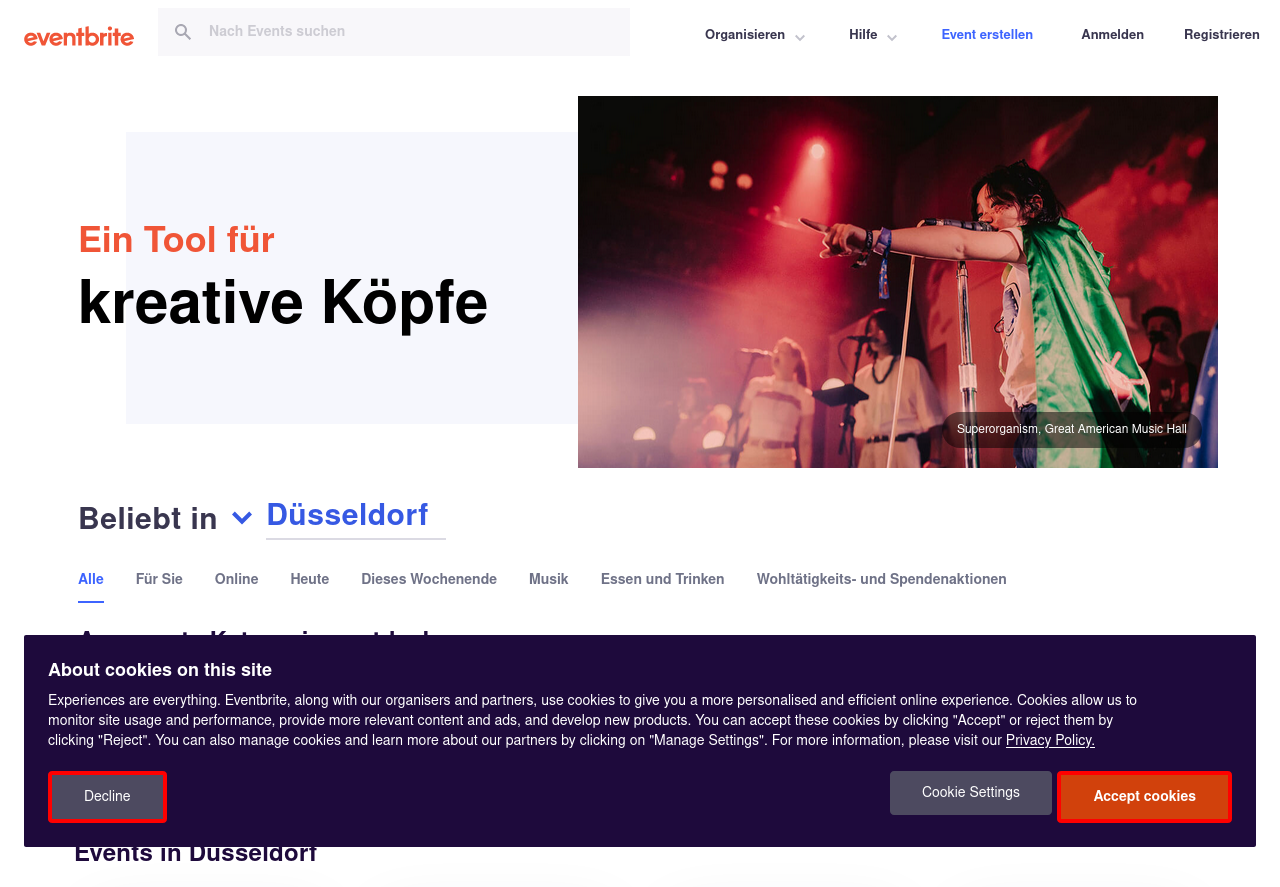 eventbrite
Nach Events suchen
Organisieren
Hilfe
Event erstellen
Anmelden
Registrieren
Ein Tool für
kreative Köpfe
Superorganism, Great American Music Hall
Beliebt in
Düsseldorf
Alle
Für Sie
Online
Heute
Dieses Wochenende
Musik
Essen und Trinken
Wohltätigkeits- und Spendenaktionen
About cookies on this site
Experiences are everything. Eventbrite, along with our organisers and partners, use cookies to give you a more personalised and efficient online experience. Cookies allow us to
monitor site usage and performance, provide more relevant content and ads, and develop new products. You can accept these cookies by clicking "Accept" or reject them by
clicking "Reject". You can also manage cookies and learn more about our partners by clicking on "Manage Settings". For more information, please visit our Privacy Policy.
Decline
Cookie Settings
Accept cookies
Events in Düsseldorf